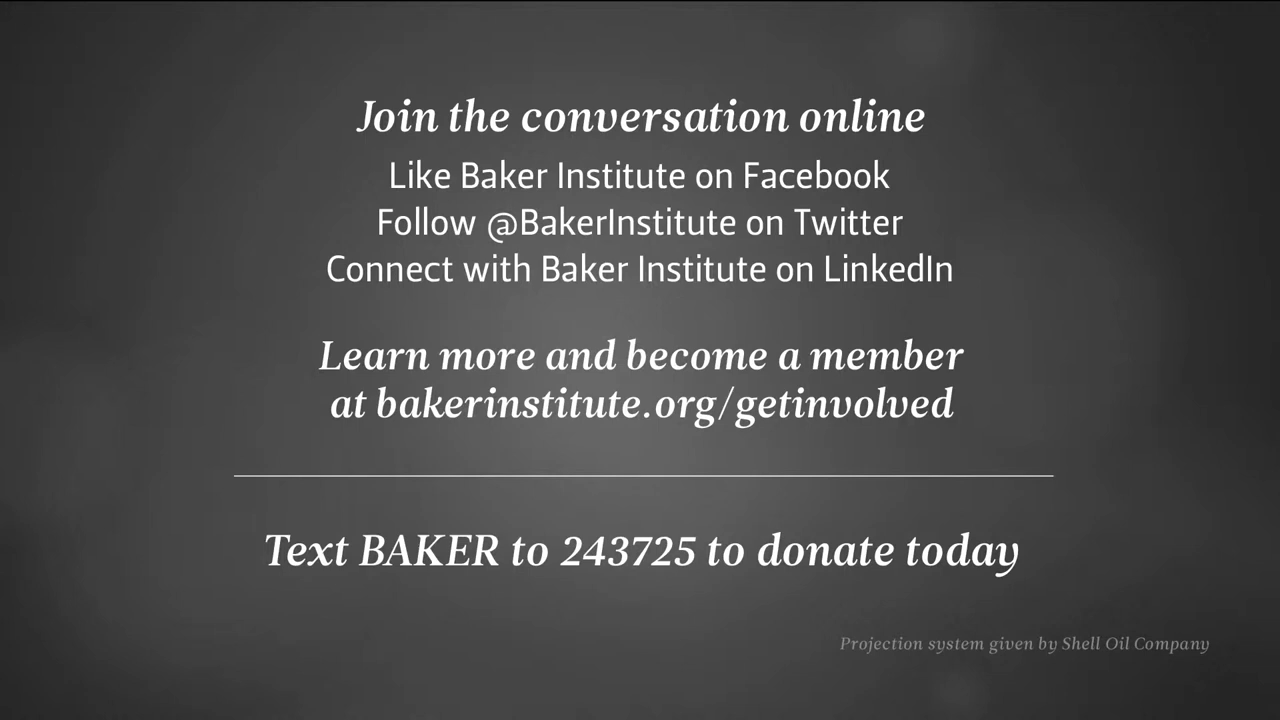 Join the conversation online
Like Baker Institute on Facebook
Follow @BakerInstitute on Twitter
Connect with Baker Institute on LinkedIn
Learn more and become a member
at bakerinstitute.org/getinvolved
Text BAKER to 243725 to donate today
Projection system given by Shell Oil Company